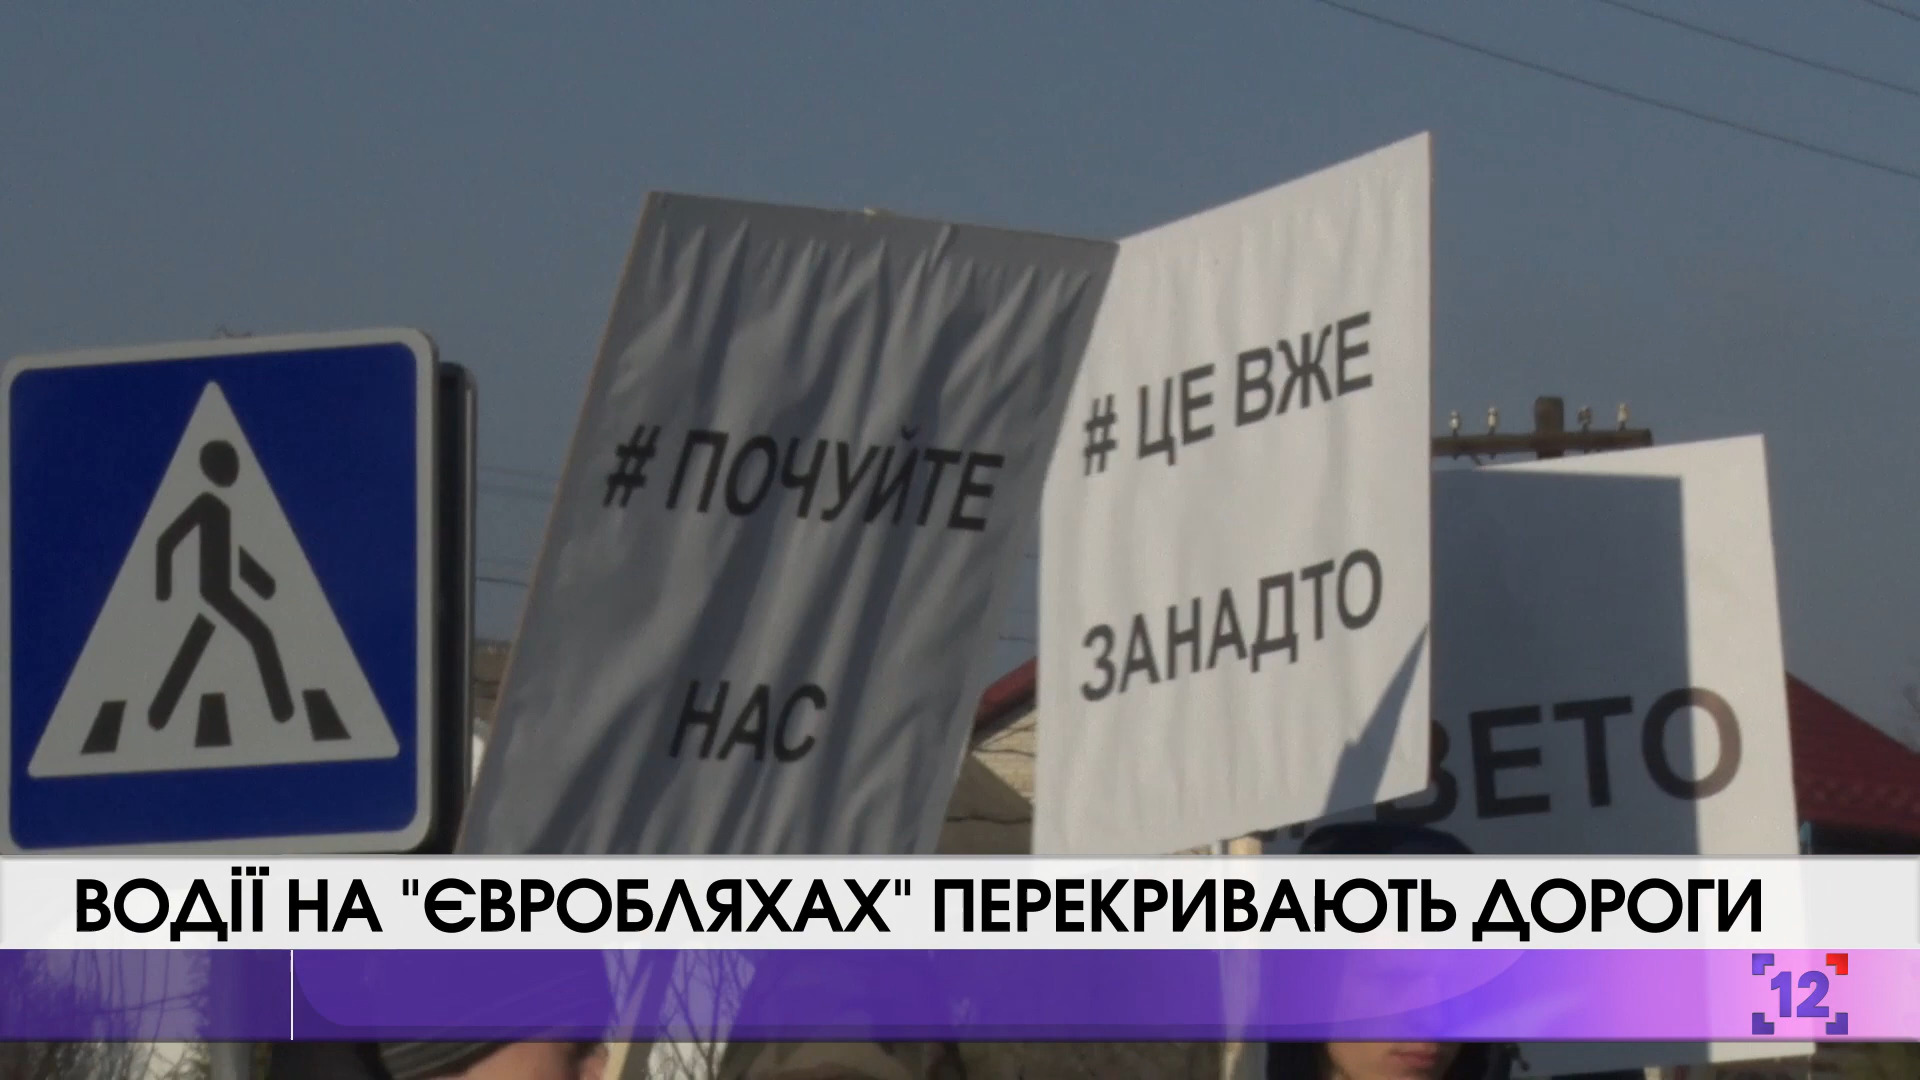 # ПОЧУЙТЕ
НАС
# ЦЕ ВЖЕ
ЗАНАДТО
ВЕТО
ВОДІЇ НА "ЄВРОБЛЯХАХ" ПЕРЕКРИВАЮТЬ ДОРОГИ
12